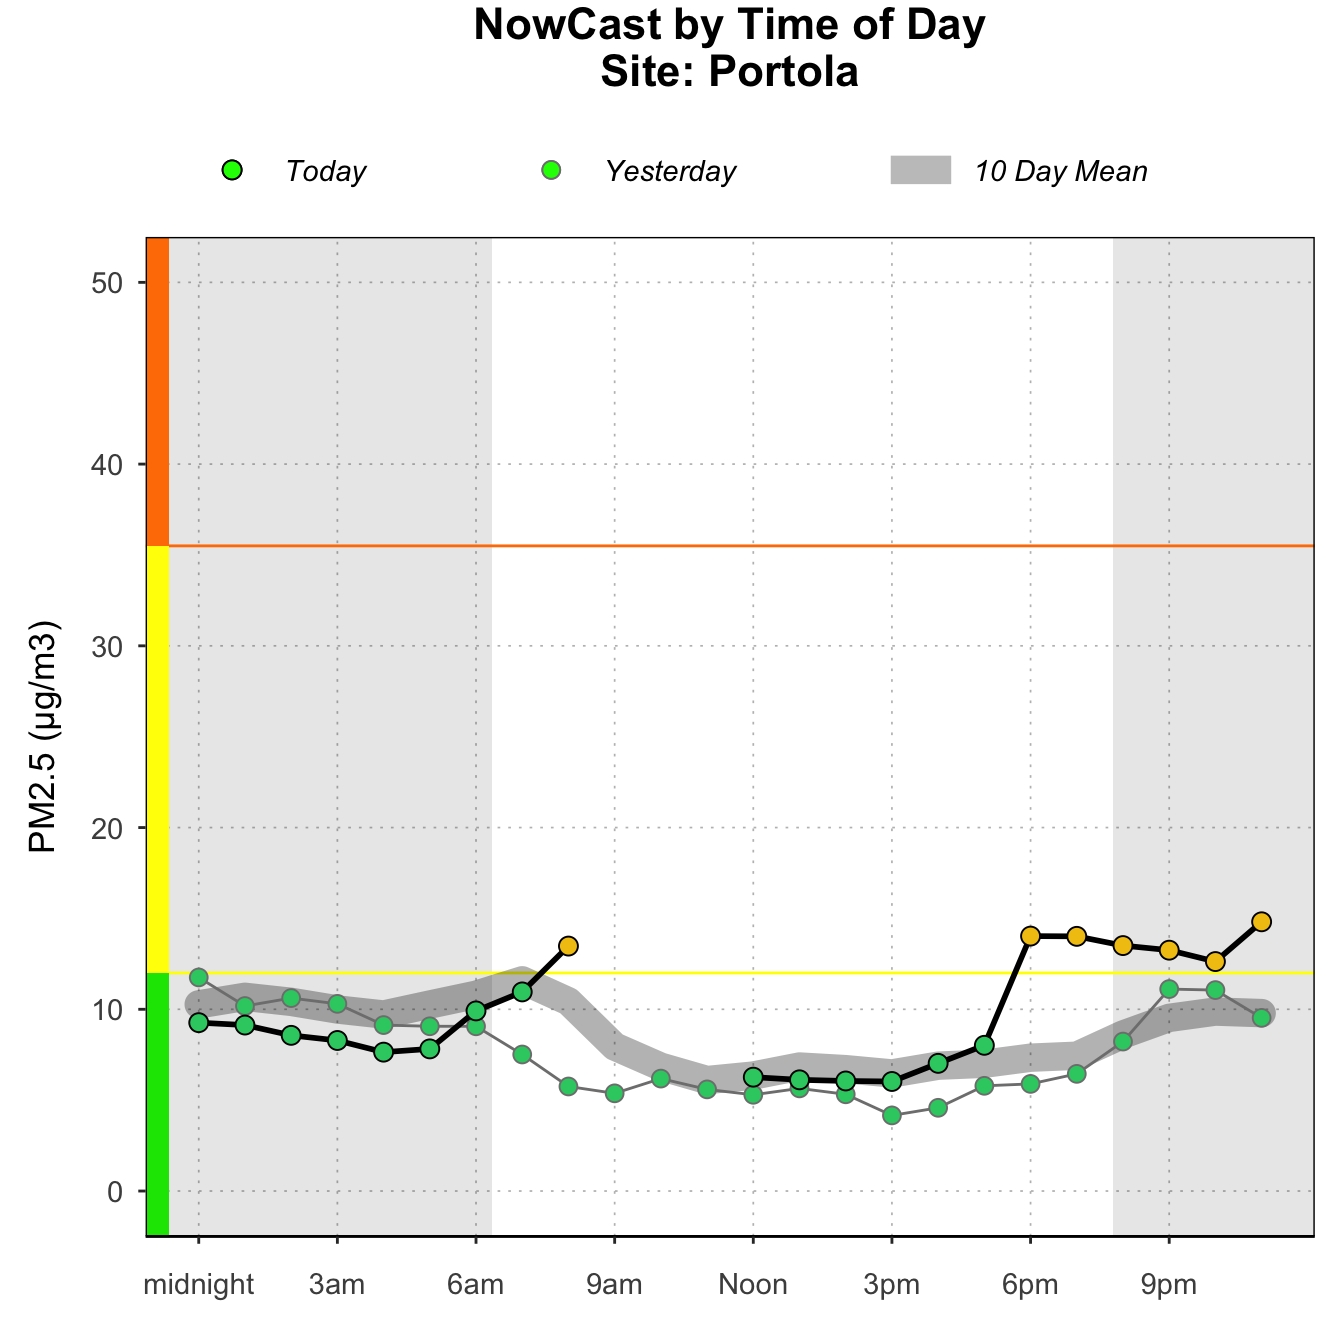 NowCast by Time of Day
Site: Portola
Today
Yesterday
10 Day Mean
50
40
30
20
10
0
PM2.5 (µg/m3)
midnight
3am
6am
9am
Noon
3pm
6pm
9pm